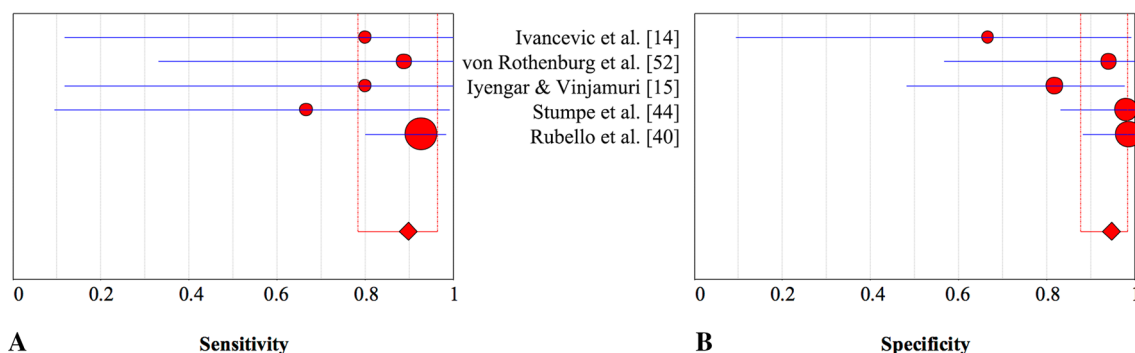 Ivancevic et al. [14]
von Rothenburg et al. [52]
Iyengar & Vinjamuri [15]
Stumpe et al. [44]
Rubello et al. [40]
0 0.2 0.4 0.6 0.8 1
0 0.2 0.4 0.6 0.8 1
A Sensitivity
B Specificity